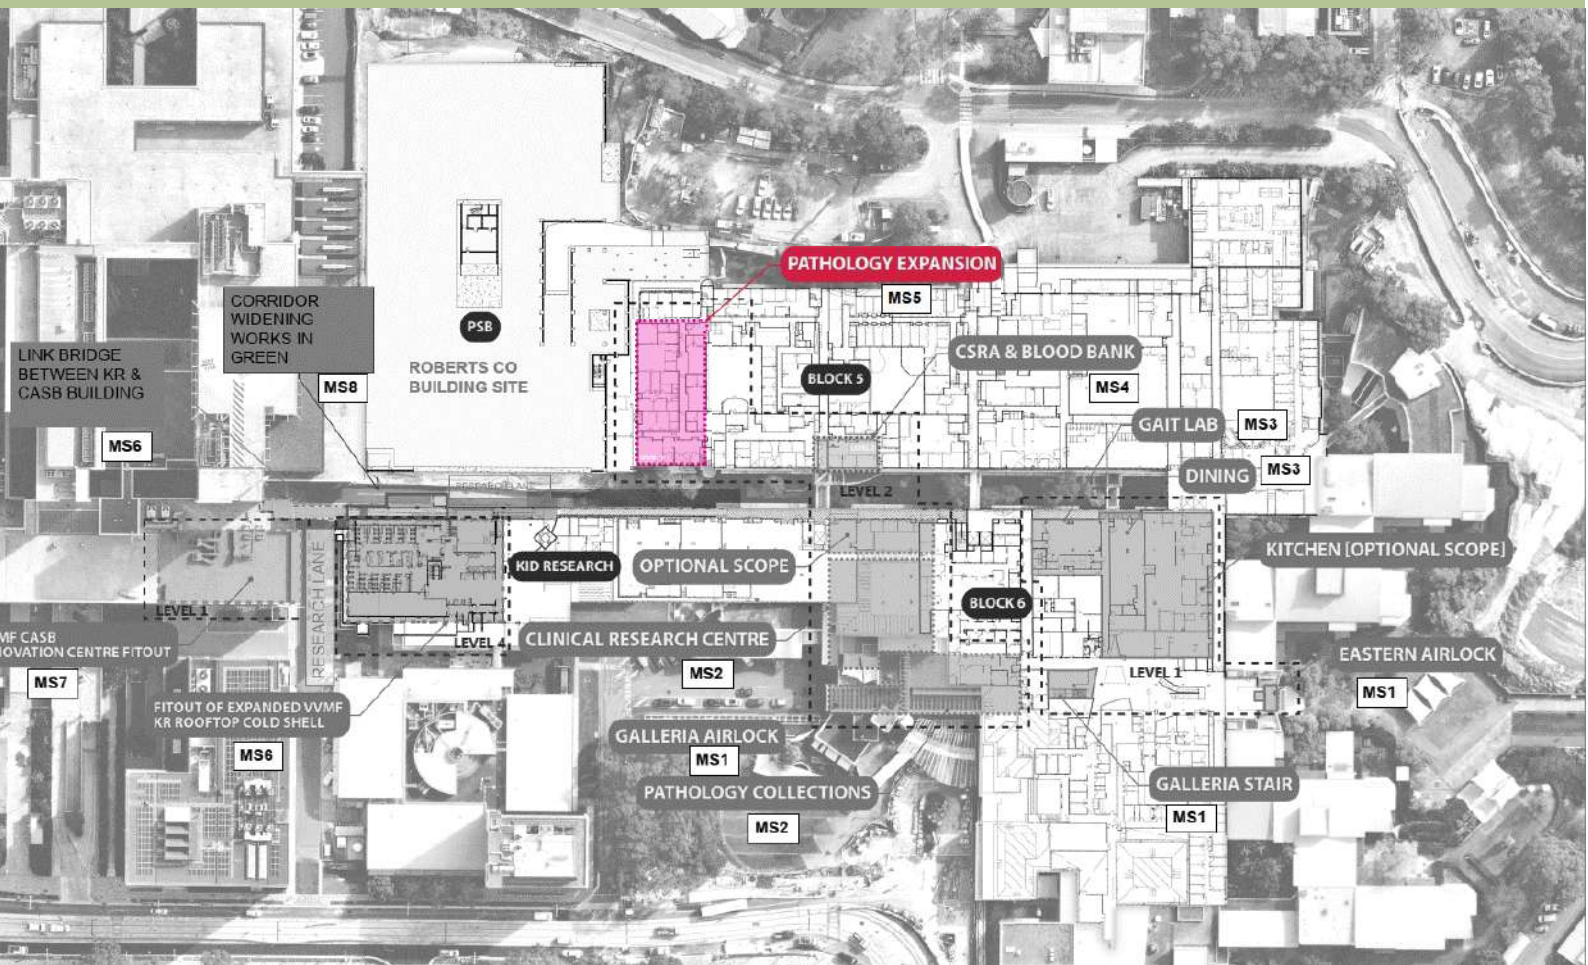 PATHOLOGY EXPANSION
MS5
CORRIDOR
WIDENING
WORKS IN
GREEN
MS8
PSB
ROBERTS CO
BUILDING SITE
LINK BRIDGE
BETWEEN KR &
CASB BUILDING
MS6
BLOCK 5
CSRA & BLOOD BANK
MS4
GAIT LAB
MS3
DINING
MS3
RESEARCH LANE
LEVEL 2
KITCHEN [OPTIONAL SCOPE]
OPTIONAL SCOPE
KID RESEARCH
RESEARCH LANE
LEVEL 1
BLOCK 6
MF CASB
NOVATION CENTRE FITOUT
MS7
LEVEL 4
CLINICAL RESEARCH CENTRE
MS2
EASTERN AIRLOCK
MS1
LEVEL 1
FITOUT OF EXPANDED VVMF
KR ROOFTOP COLD SHELL
MS6
GALLERIA AIRLOCK
MS1
PATHOLOGY COLLECTIONS
MS2
GALLERIA STAIR
MS1